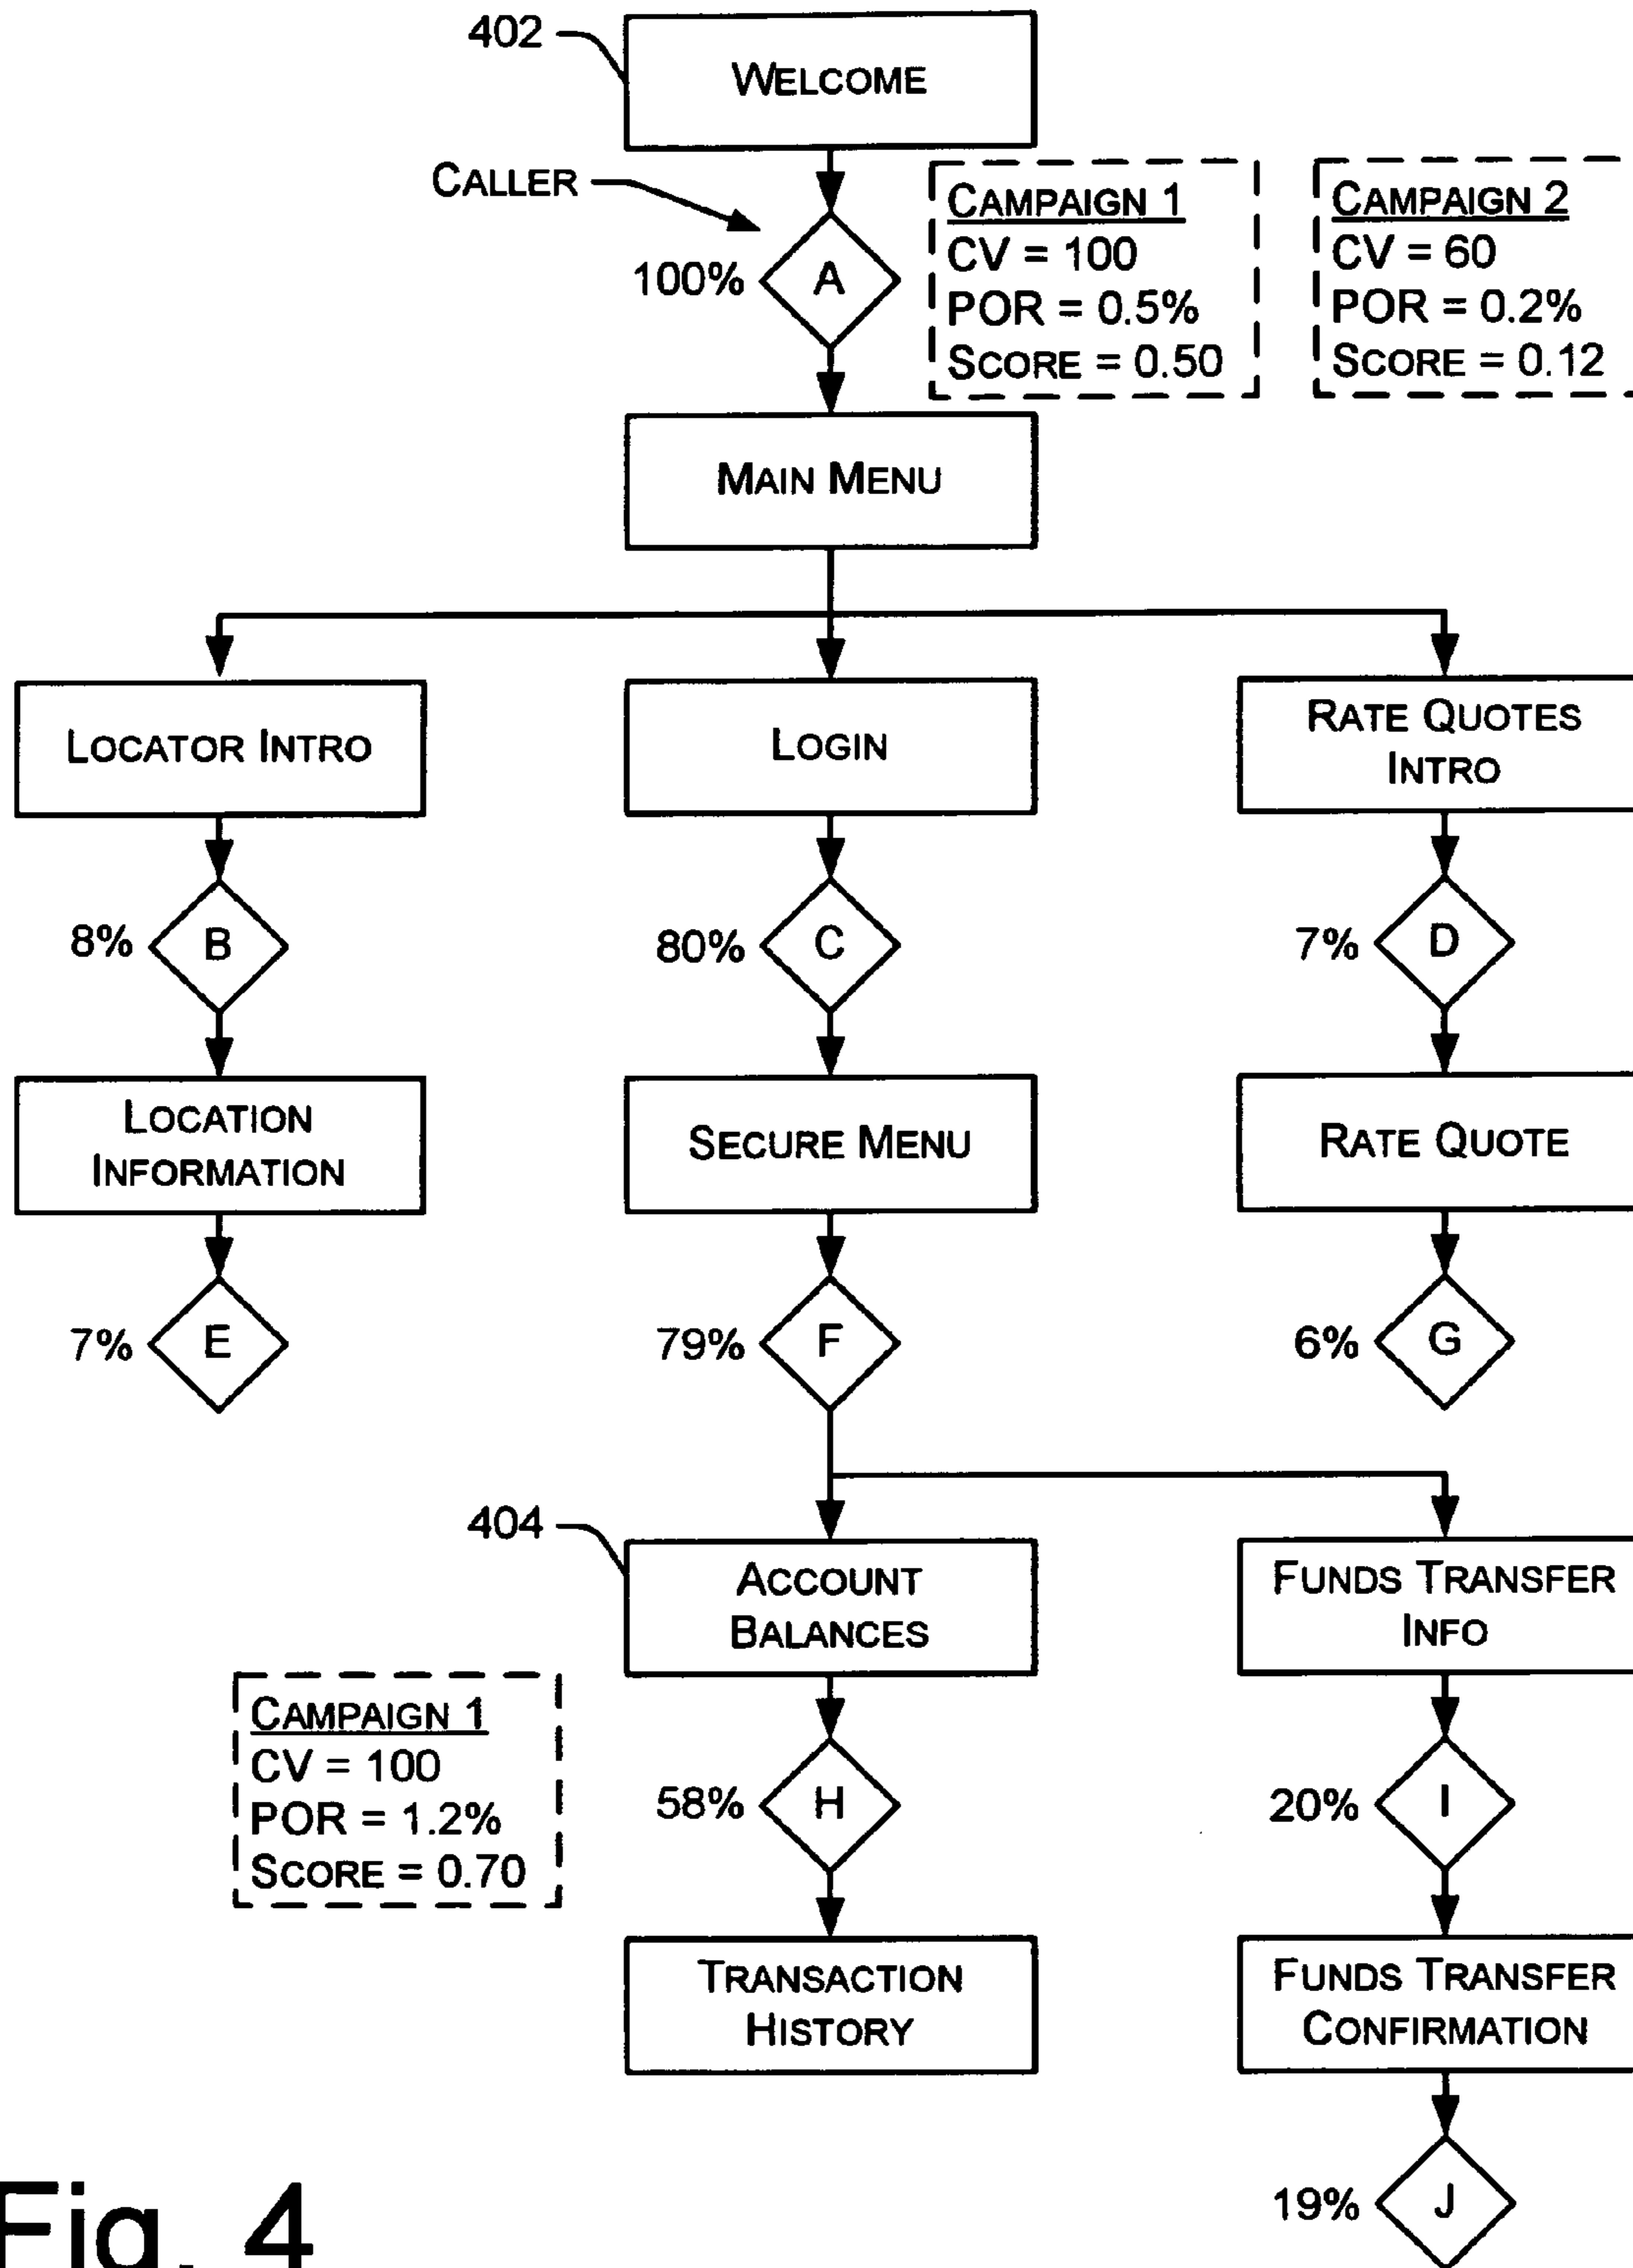 402
WELCOME
CALLER
100%
A
CAMPAIGN 1
CV = 100
POR = 0.5%
SCORE = 0.50
CAMPAIGN 2
CV = 60
POR = 0.2%
SCORE = 0.12
MAIN MENU
LOCATOR INTRO
LOGIN
RATE QUOTES
INTRO
8%
B
80%
C
7%
D
LOCATION
INFORMATION
SECURE MENU
RATE QUOTE
7%
E
79%
F
6%
G
404
ACCOUNT
BALANCES
FUNDS TRANSFER
INFO
CAMPAIGN 1
CV = 100
POR = 1.2%
SCORE = 0.70
58%
H
20%
I
TRANSACTION
HISTORY
FUNDS TRANSFER
CONFIRMATION
19%
J
Fig. 4